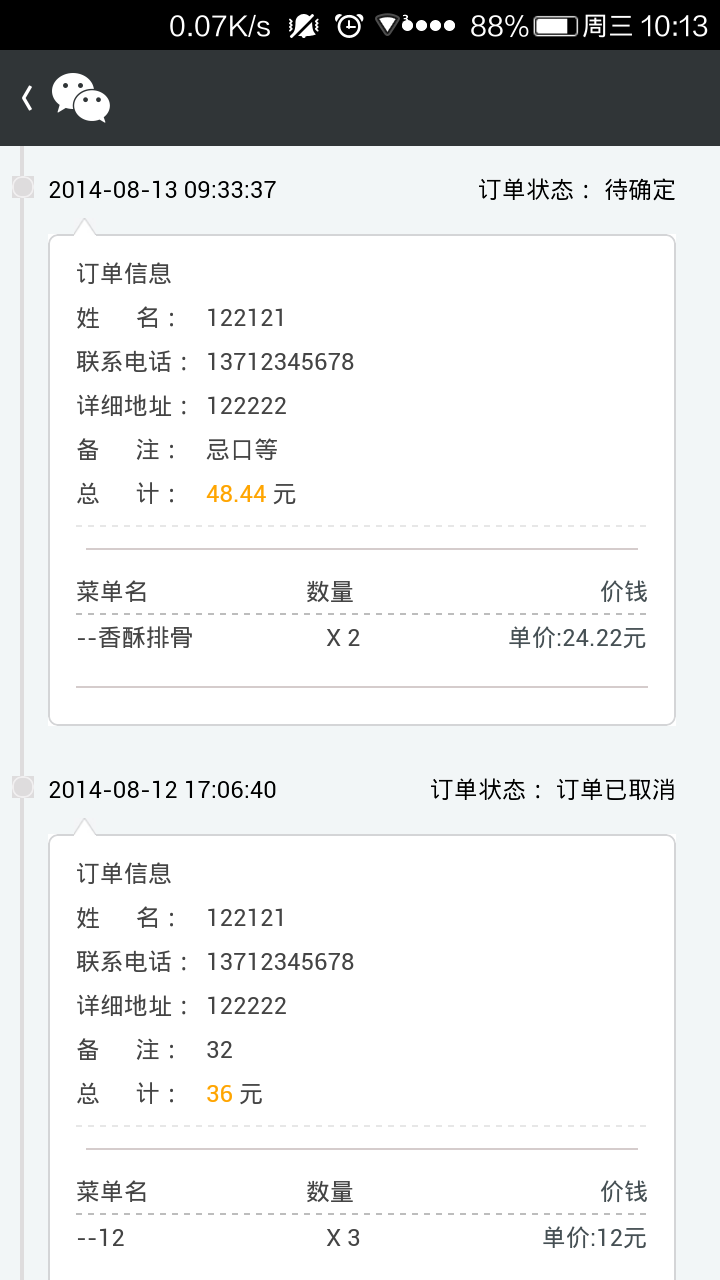 0.07K/s 3 88% 周三 10:13
2014-08-13 09:33:37 订单状态： 待确定
订单信息
姓 名： 122121
联系电话： 13712345678
详细地址： 122222
备 注： 忌口等
总 计： 48.44 元
菜单名 数量 价钱
--香酥排骨 X 2 单价:24.22元
2014-08-12 17:06:40 订单状态： 订单已取消
订单信息
姓 名： 122121
联系电话： 13712345678
详细地址： 122222
备 注： 32
总 计： 36 元
菜单名 数量 价钱
--12 X 3 单价:12元